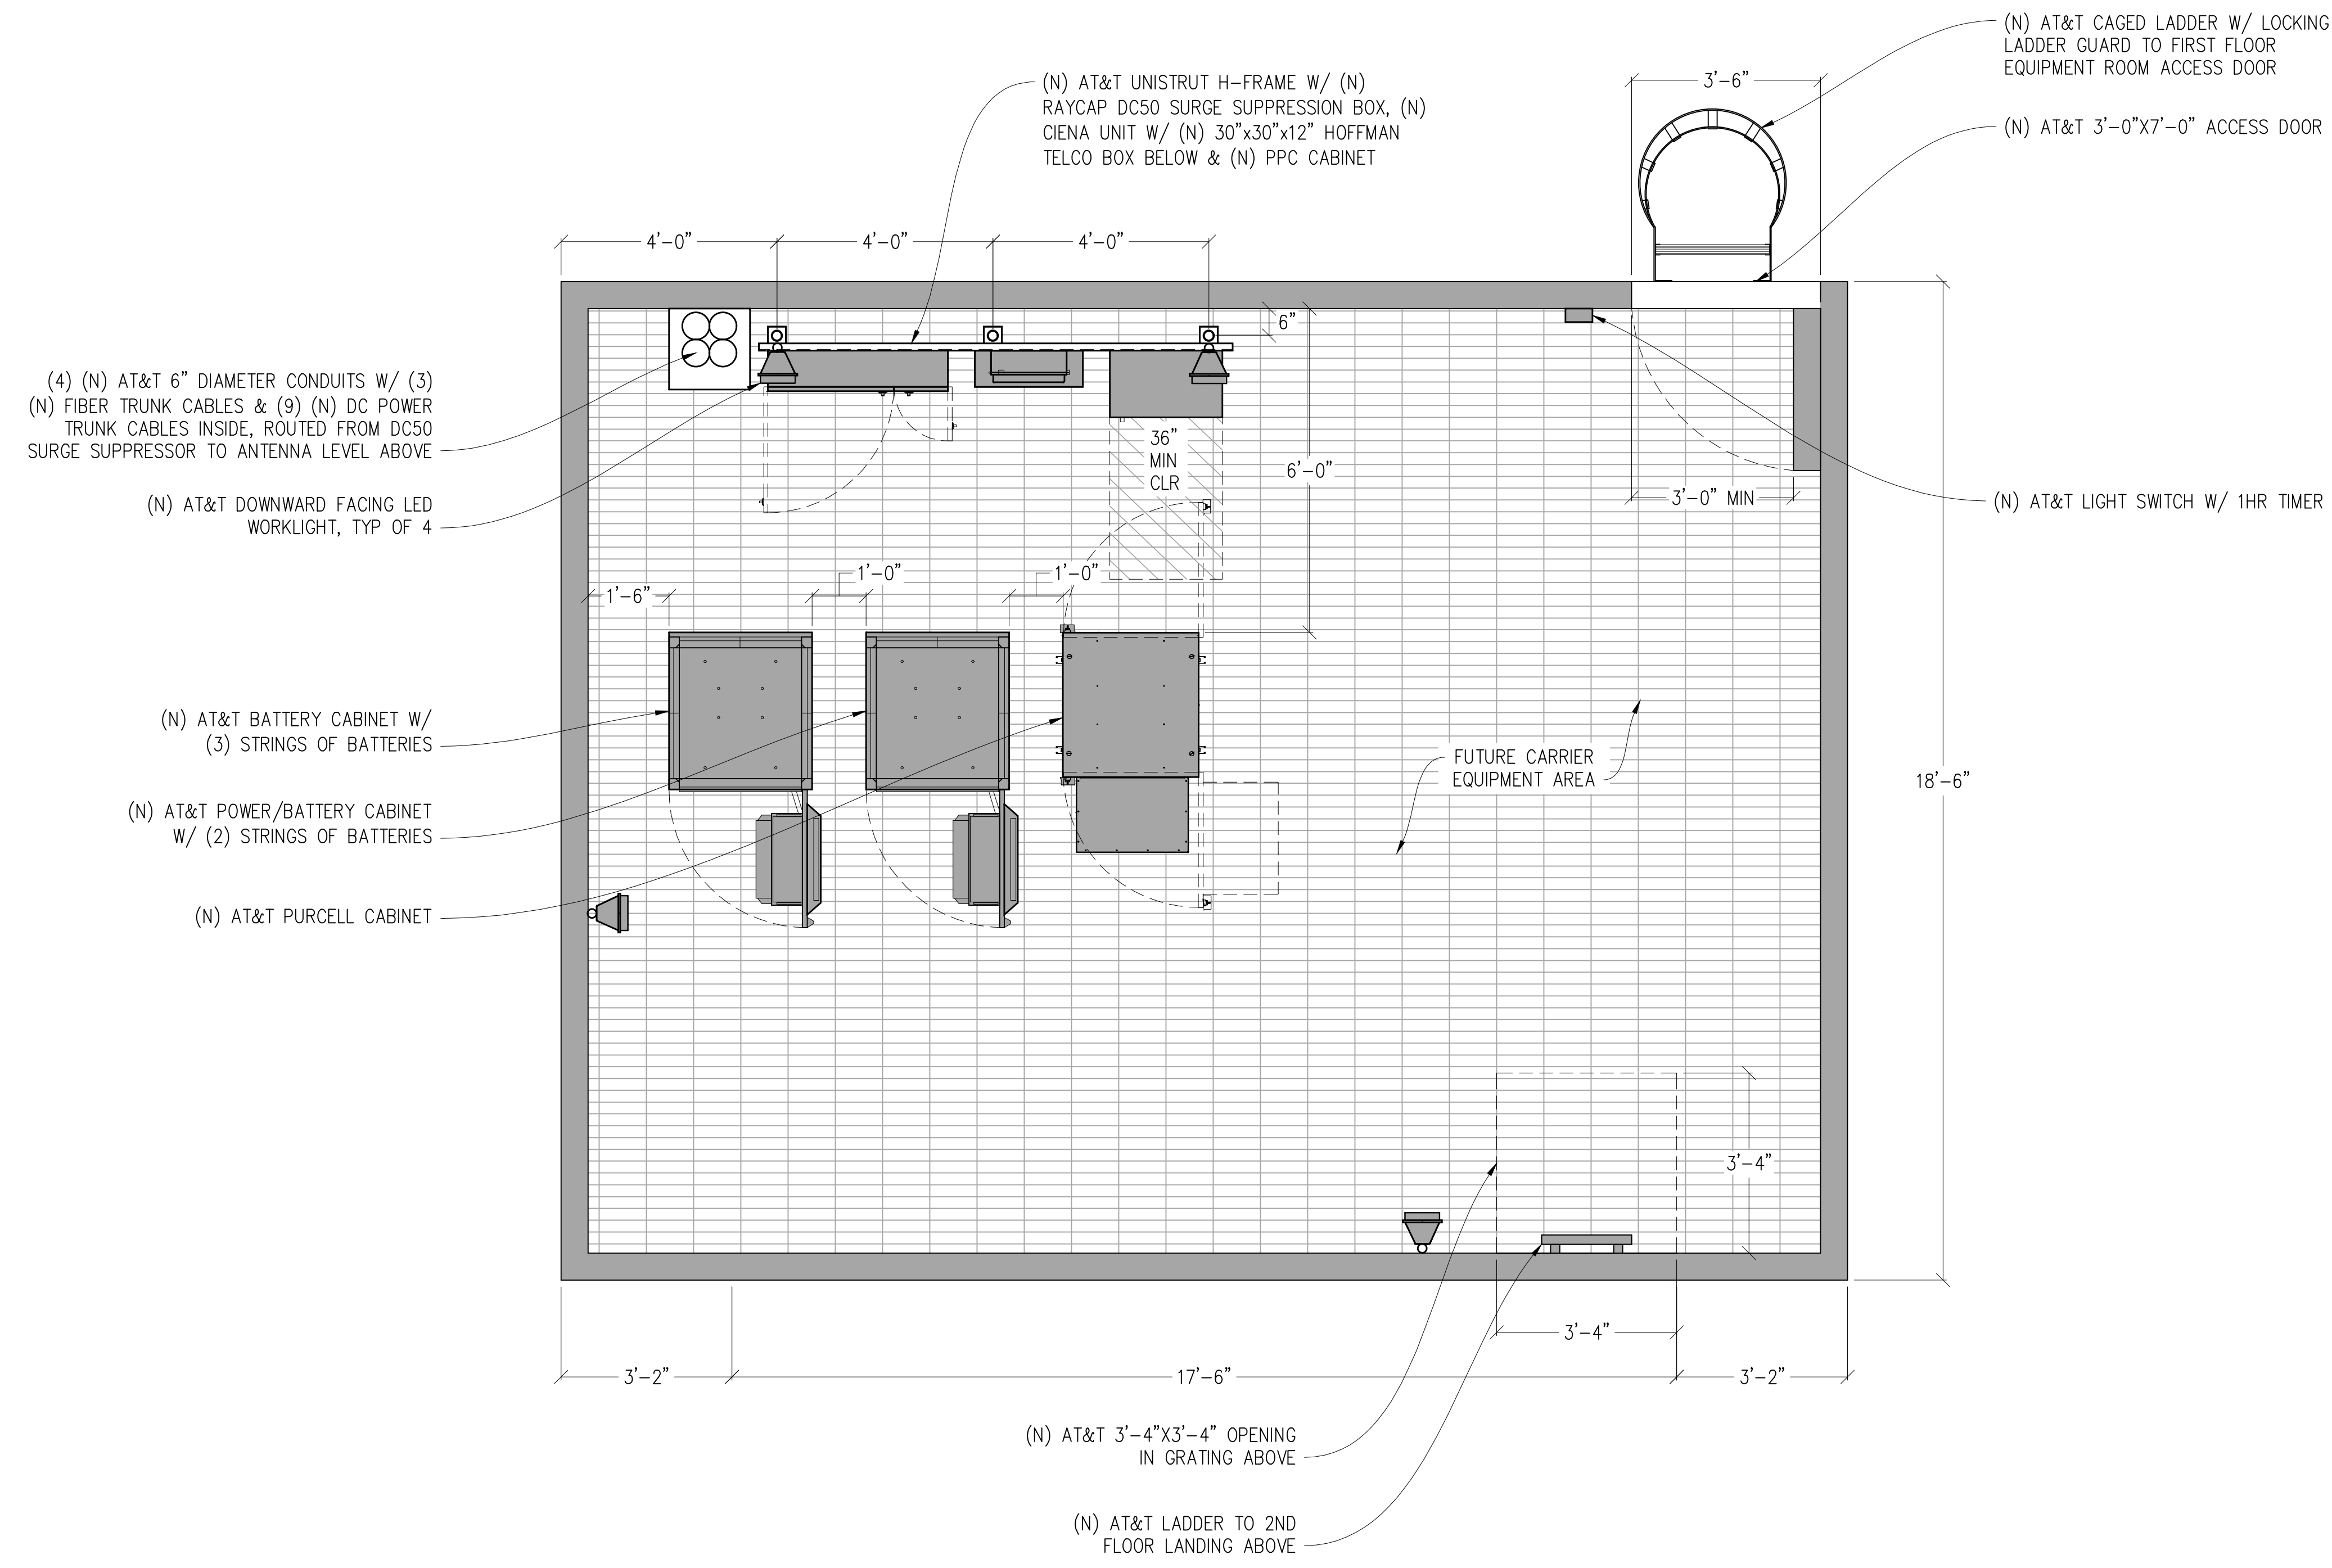 (N) AT&T CAGED LADDER W/ LOCKING
LADDER GUARD TO FIRST FLOOR
EQUIPMENT ROOM ACCESS DOOR
3'-6"
(N) AT&T UNISTRUT H-FRAME W/ (N)
RAYCAP DC50 SURGE SUPPRESSION BOX, (N)
CIENA UNIT W/ (N) 30"x30"x12" HOFFMAN
TELCO BOX BELOW & (N) PPC CABINET
(N) AT&T 3'-0"X7'-0" ACCESS DOOR
4'-0"
4'-0"
4'-0"
6"
(4) (N) AT&T 6" DIAMETER CONDUITS W/ (3)
(N) FIBER TRUNK CABLES & (9) (N) DC POWER
TRUNK CABLES INSIDE, ROUTED FROM DC50
SURGE SUPPRESSOR TO ANTENNA LEVEL ABOVE
36"
MIN
CLR
6'-0"
3'-0" MIN
(N) AT&T LIGHT SWITCH W/ 1HR TIMER
(N) AT&T DOWNWARD FACING LED
WORKLIGHT, TYP OF 4
1'-6"
1'-0"
1'-0"
(N) AT&T BATTERY CABINET W/
(3) STRINGS OF BATTERIES
FUTURE CARRIER
EQUIPMENT AREA
18'-6"
(N) AT&T POWER/BATTERY CABINET
W/ (2) STRINGS OF BATTERIES
(N) AT&T PURCELL CABINET
3'-4"
3'-4"
3'-2"
17'-6"
3'-2"
(N) AT&T 3'-4"X3'-4" OPENING
IN GRATING ABOVE
(N) AT&T LADDER TO 2ND
FLOOR LANDING ABOVE